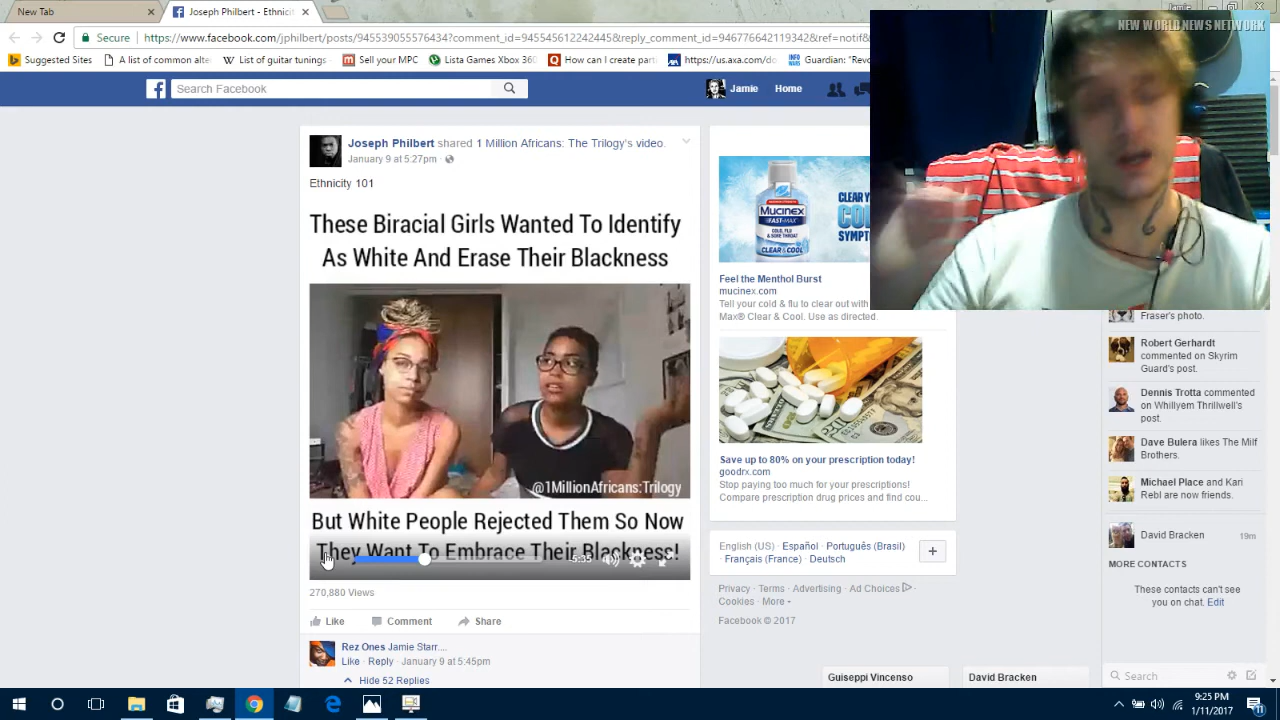 New Tab
Joseph Philbert - Ethnicit
Secure
https://www.facebook.com/jphilbert/posts/945539055576434?comment_id=945545612242445&reply_comment_id=946776642119342&ref=notif&
Suggested Sites
A list of common alter
List of guitar tunings
Sell your MPC
Lista Games Xbox 360
How can I create part
https://us.axa.com/do
Guardian: "Revo
NEW WORLD NEWS NETWORK
Search Facebook
Jamie
Home
Joseph Philbert shared 1 Million Africans: The Trilogy's video.
January 9 at 5:27pm
Ethnicity 101
These Biracial Girls Wanted To Identify
As White And Erase Their Blackness
@1MillionAfricans:Trilogy
But White People Rejected Them So Now
They Want To Embrace Their Blackness!
-5:35
270,880 Views
Like
Comment
Share
Rez Ones Jamie Starr....
Like · Reply · January 9 at 5:45pm
Hide 52 Replies
Mucinex
FAST-MAX
CLEAR & COOL
CLEAR Y
SYMPT
Feel the Menthol Burst
mucinex.com
Tell your cold & flu to clear out with
Max® Clear & Cool. Use as directed.
Save up to 80% on your prescription today!
goodrx.com
Stop paying too much for your prescriptions!
Compare prescription drug prices and find cou...
English (US) · Español · Português (Brasil)
· Français (France) · Deutsch
+
Privacy · Terms · Advertising · Ad Choices ·
Cookies · More
Facebook © 2017
Fraser's photo.
Robert Gerhardt
commented on Skyrim
Guard's post.
Dennis Trotta commented
on Whillyem Thrillwell's
post.
Dave Bulera likes The Milf
Brothers.
Michael Place and Kari
Rebl are now friends.
David Bracken
19m
MORE CONTACTS
These contacts can't see
you on chat. Edit
Search
Guiseppi Vincenso
David Bracken
9:25 PM
1/11/2017